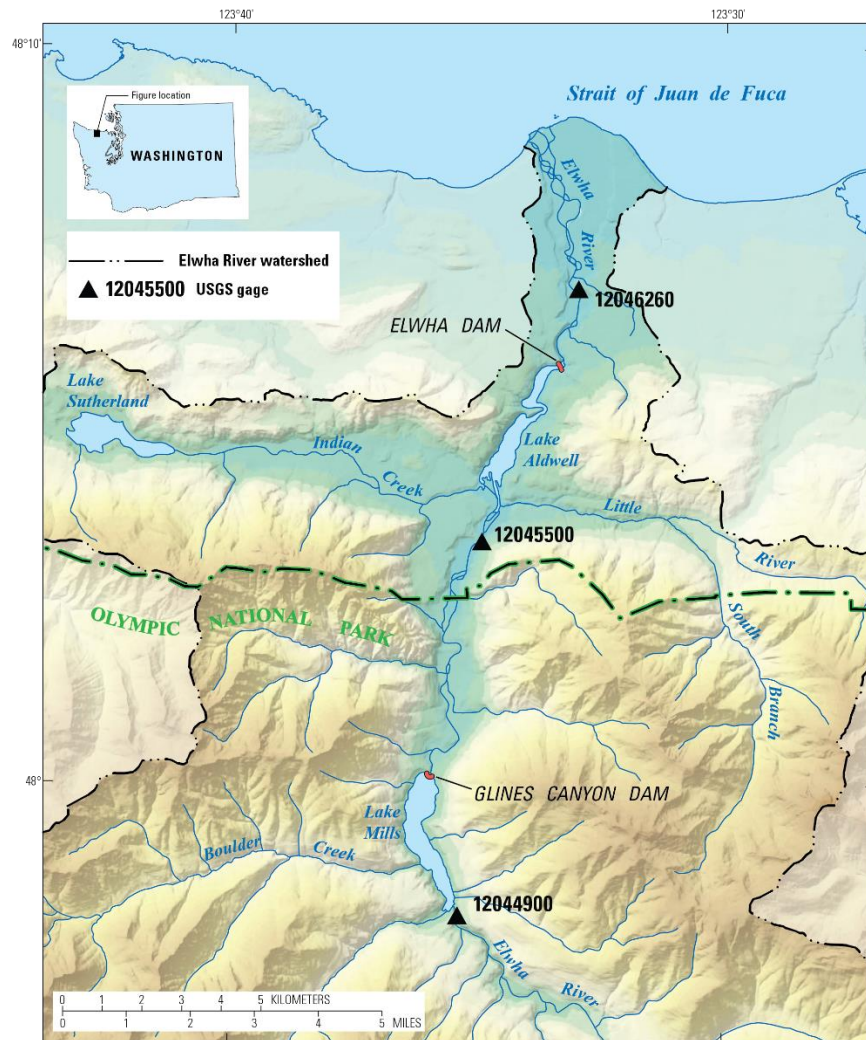 123°40'
123°30'
48°10'
Strait of Juan de Fuca
Figure location
WASHINGTON
Elwha River watershed
12045500 USGS gage
Elwha
River
12046260
ELWHA DAM
Lake
Sutherland
Indian
Creek
Lake
Aldwell
Little
River
12045500
OLYMPIC NATIONAL PARK
South
Branch
48°
GLINES CANYON DAM
Lake
Mills
Boulder
Creek
12044900
Elwha
River
0 1 2 3 4 5 KILOMETERS
0 1 2 3 4 5 MILES